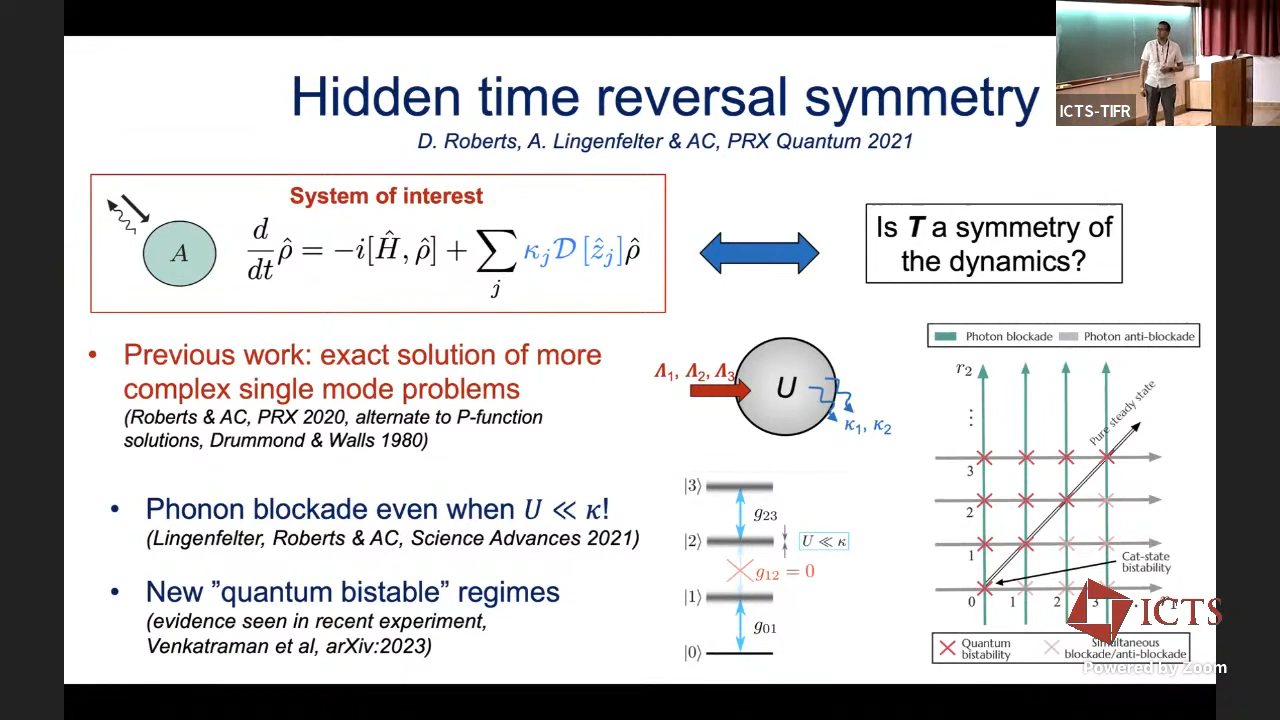 Hidden time reversal symmetry
D. Roberts, A. Lingenfelter & AC, PRX Quantum 2021
ICTS-TIFR
System of interest
A
d/dt ρ̂ = −i[Ĥ, ρ̂] + ∑_j κ_j 𝒟[ẑ_j]ρ̂
Is T a symmetry of
the dynamics?
• Previous work: exact solution of more
complex single mode problems
(Roberts & AC, PRX 2020, alternate to P-function
solutions, Drummond & Walls 1980)
• Phonon blockade even when U ≪ κ!
(Lingenfelter, Roberts & AC, Science Advances 2021)
• New ”quantum bistable” regimes
(evidence seen in recent experiment,
Venkatraman et al, arXiv:2023)
Λ₁, Λ₂, Λ₃
U
κ₁, κ₂
|3⟩
g₂₃
|2⟩
U ≪ κ
g₁₂ = 0
|1⟩
g₀₁
|0⟩
Photon blockade
Photon anti-blockade
r₂
⋮
Pure steady state
3
2
1
Cat-state
bistability
0 1 2 3
Quantum
bistability
Simultaneous
blockade/anti-blockade
ICTS
Powered by Zoom